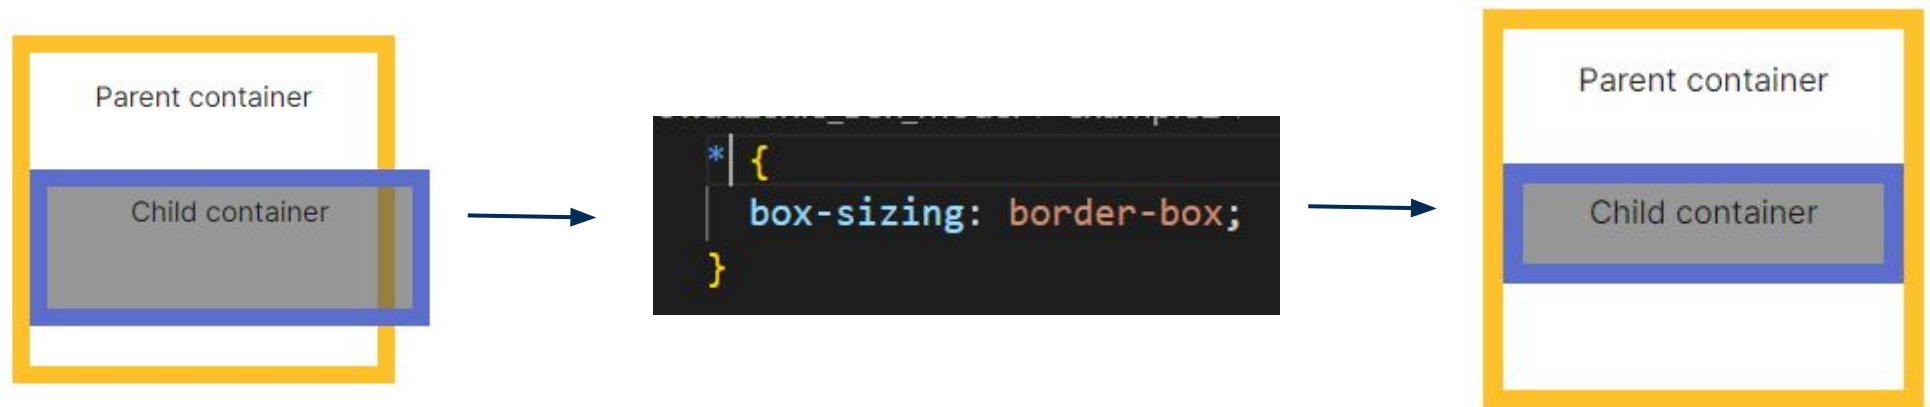 Parent container
Child container
* {
box-sizing: border-box;
}
Parent container
Child container